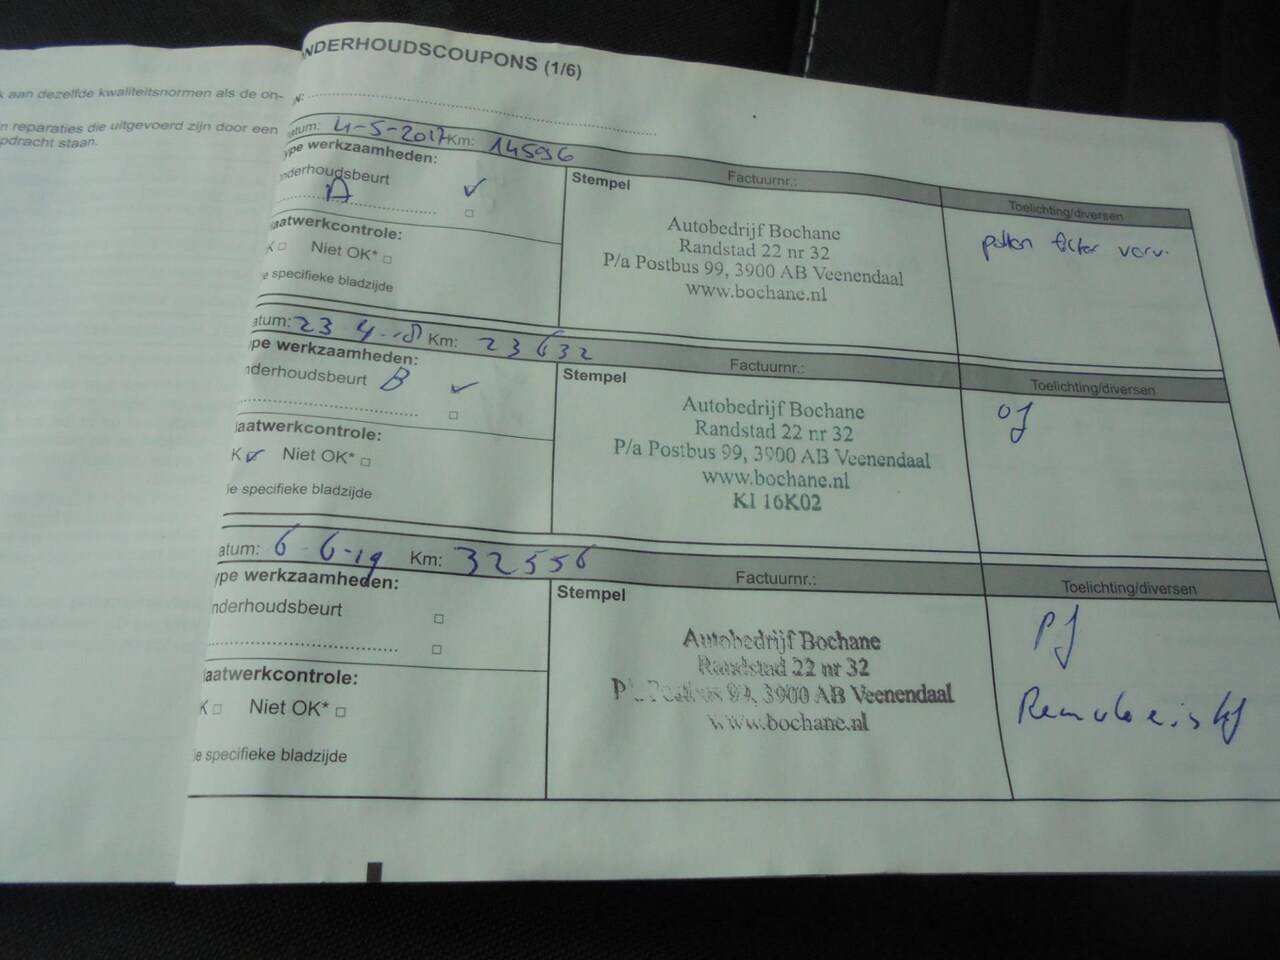 k aan dezelfde kwaliteitsnormen als de on-
n reparaties die uitgevoerd zijn door een
pdracht staan.
NDERHOUDSCOUPONS (1/6)
N:
atum: 4-5-2017 Km: 14596
ype werkzaamheden:
nderhoudsbeurt
A
laatwerkcontrole:
K Niet OK*
e specifieke bladzijde
Factuurnr.:
Stempel
Autobedrijf Bochane
Randstad 22 nr 32
P/a Postbus 99, 3900 AB Veenendaal
www.bochane.nl
Toelichting/diversen
atum: 23-4-18 Km: 23632
ype werkzaamheden:
nderhoudsbeurt B
laatwerkcontrole:
K Niet OK*
ie specifieke bladzijde
Factuurnr.:
Stempel
Autobedrijf Bochane
Randstad 22 nr 32
P/a Postbus 99, 3900 AB Veenendaal
www.bochane.nl
KI 16K02
Toelichting/diversen
atum: 6-6-19 Km: 32556
ype werkzaamheden:
nderhoudsbeurt
laatwerkcontrole:
K Niet OK*
ie specifieke bladzijde
Factuurnr.:
Stempel
Autobedrijf Bochane
Randstad 22 nr 32
P/a Postbus 99, 3900 AB Veenendaal
www.bochane.nl
Toelichting/diversen